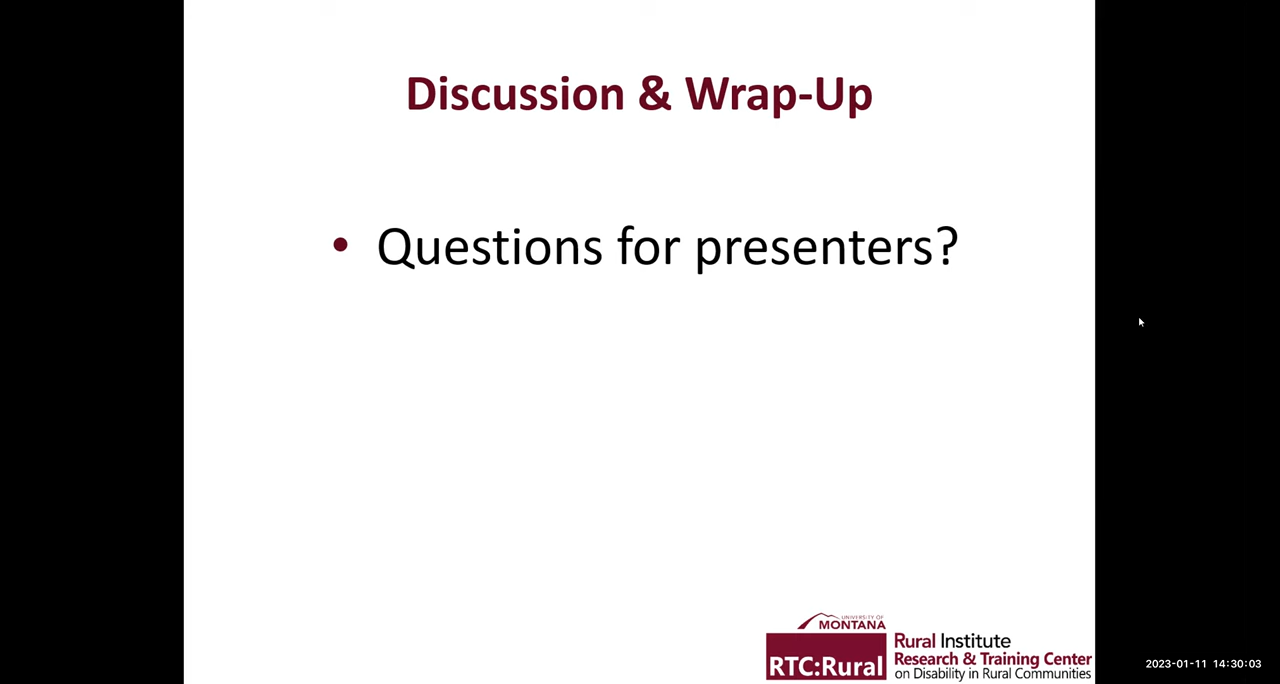 Discussion & Wrap-Up
• Questions for presenters?
UNIVERSITY OF
MONTANA
RTC:Rural
Rural Institute
Research & Training Center
on Disability in Rural Communities
2023-01-11 14:30:03